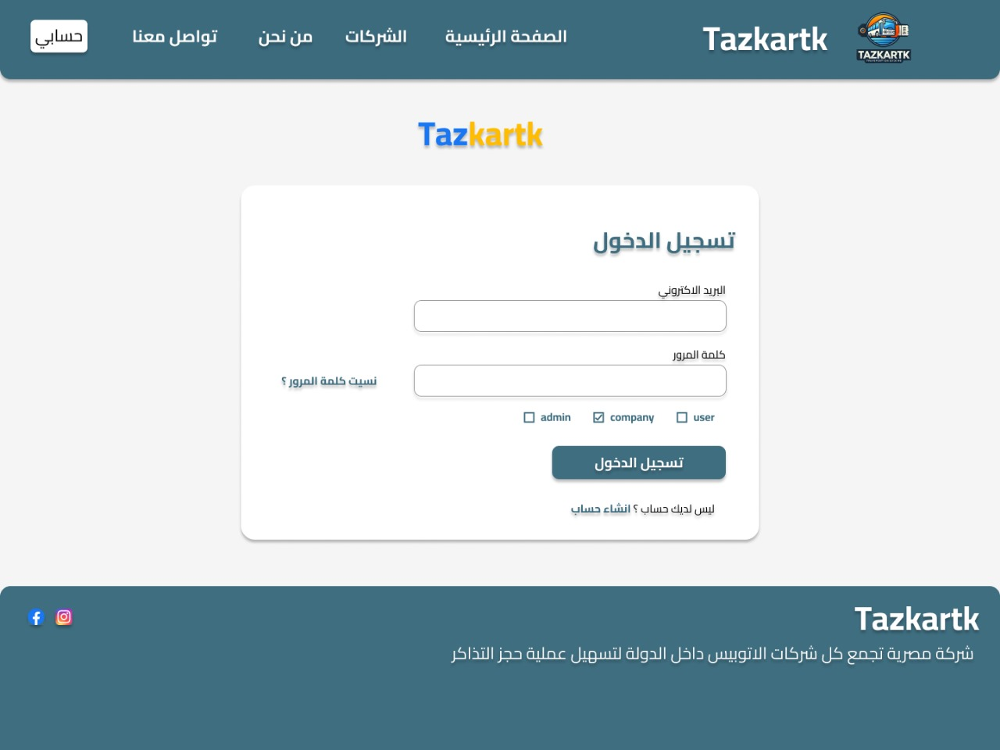 TAZKARTK
Tazkartk
الصفحة الرئيسية
الشركات
من نحن
تواصل معنا
حسابي
Tazkartk
تسجيل الدخول
البريد الاكتروني
كلمة المرور
نسيت كلمة المرور ؟
user
company
admin
تسجيل الدخول
ليس لديك حساب ؟ انشاء حساب
Tazkartk
شركة مصرية تجمع كل شركات الاتوبيس داخل الدولة لتسهيل عملية حجز التذاكر